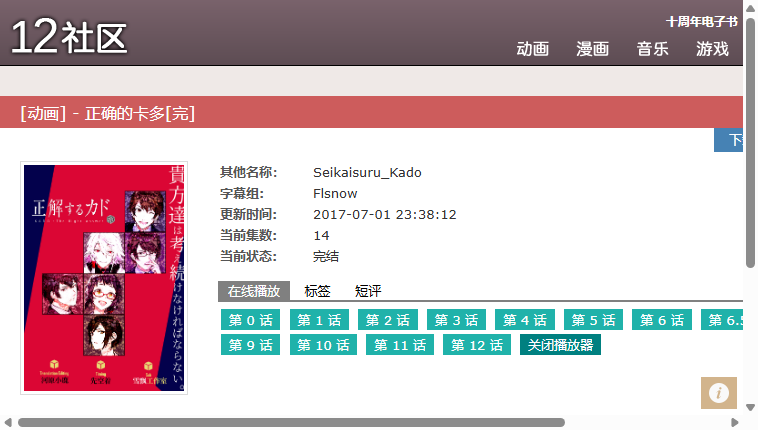 12社区
十周年电子书
动画 漫画 音乐 游戏
[动画] - 正确的卡多[完]
貴方達は考え続けなければならない。
正解するカド
其他名称: Seikaisuru_Kado
字幕组: Flsnow
更新时间: 2017-07-01 23:38:12
当前集数: 14
当前状态: 完结
在线播放 标签 短评
第 0 话 第 1 话 第 2 话 第 3 话 第 4 话 第 5 话 第 6 话 第 6.5
第 9 话 第 10 话 第 11 话 第 12 话 关闭播放器